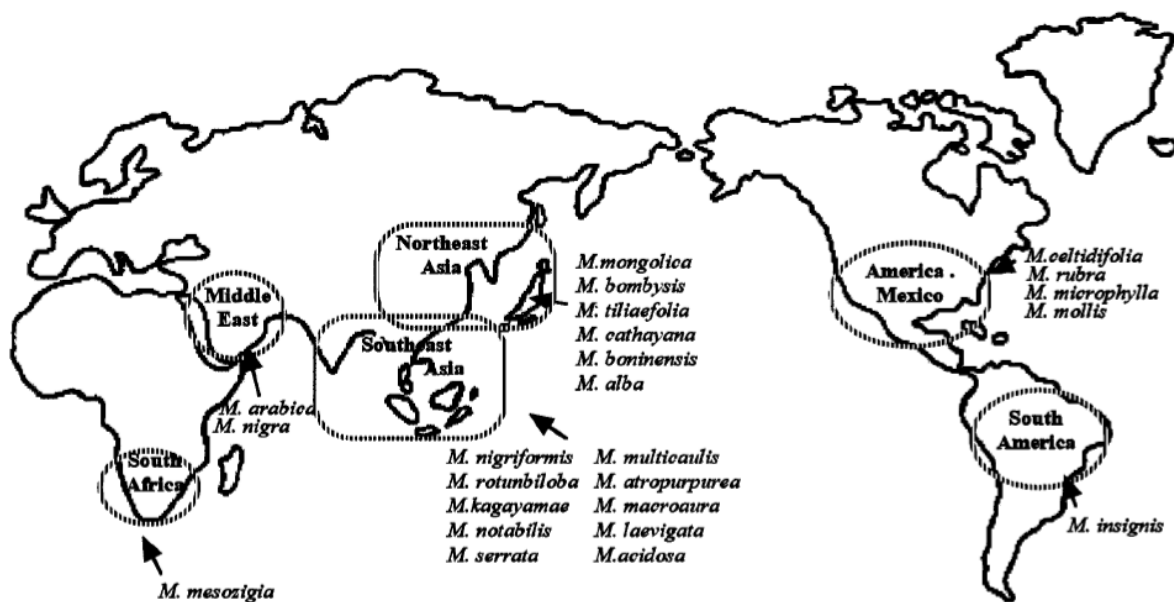 Northeast
Asia
M.mongolica
M. bombysis
M. tiliaefolia
M. cathayana
M. boninensis
M. alba
America .
Mexico
M.celtidifolia
M. rubra
M. microphylla
M. mollis
Middle
East
M. arabica
M. nigra
Southeast
Asia
M. nigriformis M. multicaulis
M. rotunbiloba M. atropurpurea
M.kagayamae M. macroaura
M. notabilis M. laevigata
M. serrata M.acidosa
South
America
M. insignis
South
Africa
M. mesozigia